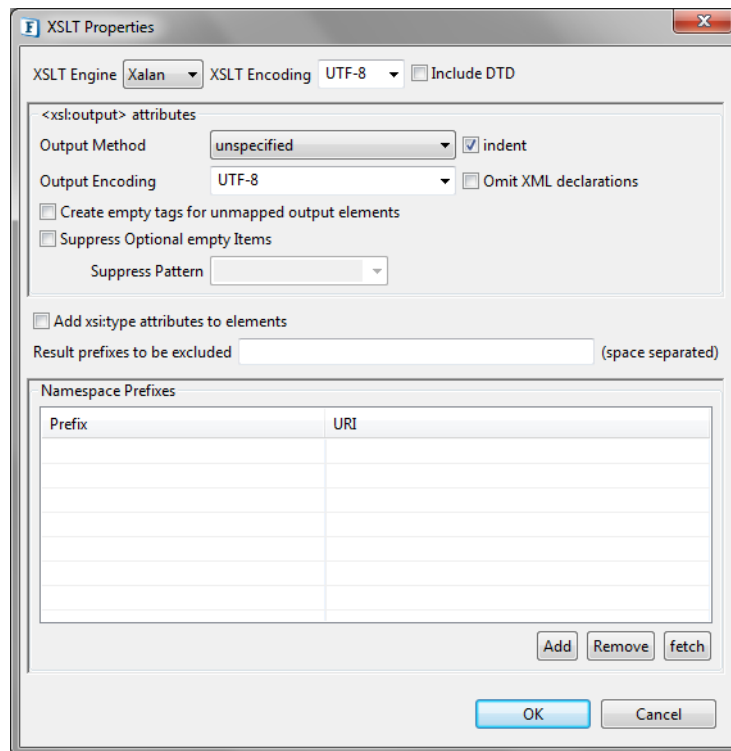 XSLT Properties
XSLT Engine Xalan XSLT Encoding UTF-8 Include DTD
<xsl:output> attributes
Output Method unspecified indent
Output Encoding UTF-8 Omit XML declarations
Create empty tags for unmapped output elements
Suppress Optional empty Items
Suppress Pattern
Add xsi:type attributes to elements
Result prefixes to be excluded (space separated)
Namespace Prefixes
Prefix URI
Add Remove fetch
OK Cancel